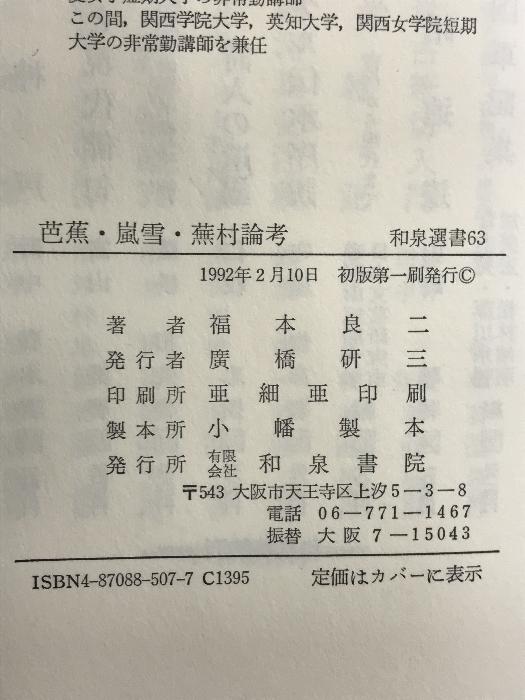 この間，関西学院大学，英知大学，関西女学院短期
大学の非常勤講師を兼任
芭蕉・嵐雪・蕪村論考 和泉選書63
1992年2月10日 初版第一刷発行©
著者 福本良二
発行者 廣橋研三
印刷所 亜細亜印刷
製本所 小幡製本
発行所 有限会社 和泉書院
〒543 大阪市天王寺区上汐5－3－8
電話 06－771－1467
振替 大阪 7－15043
ISBN4-87088-507-7 C1395 定価はカバーに表示